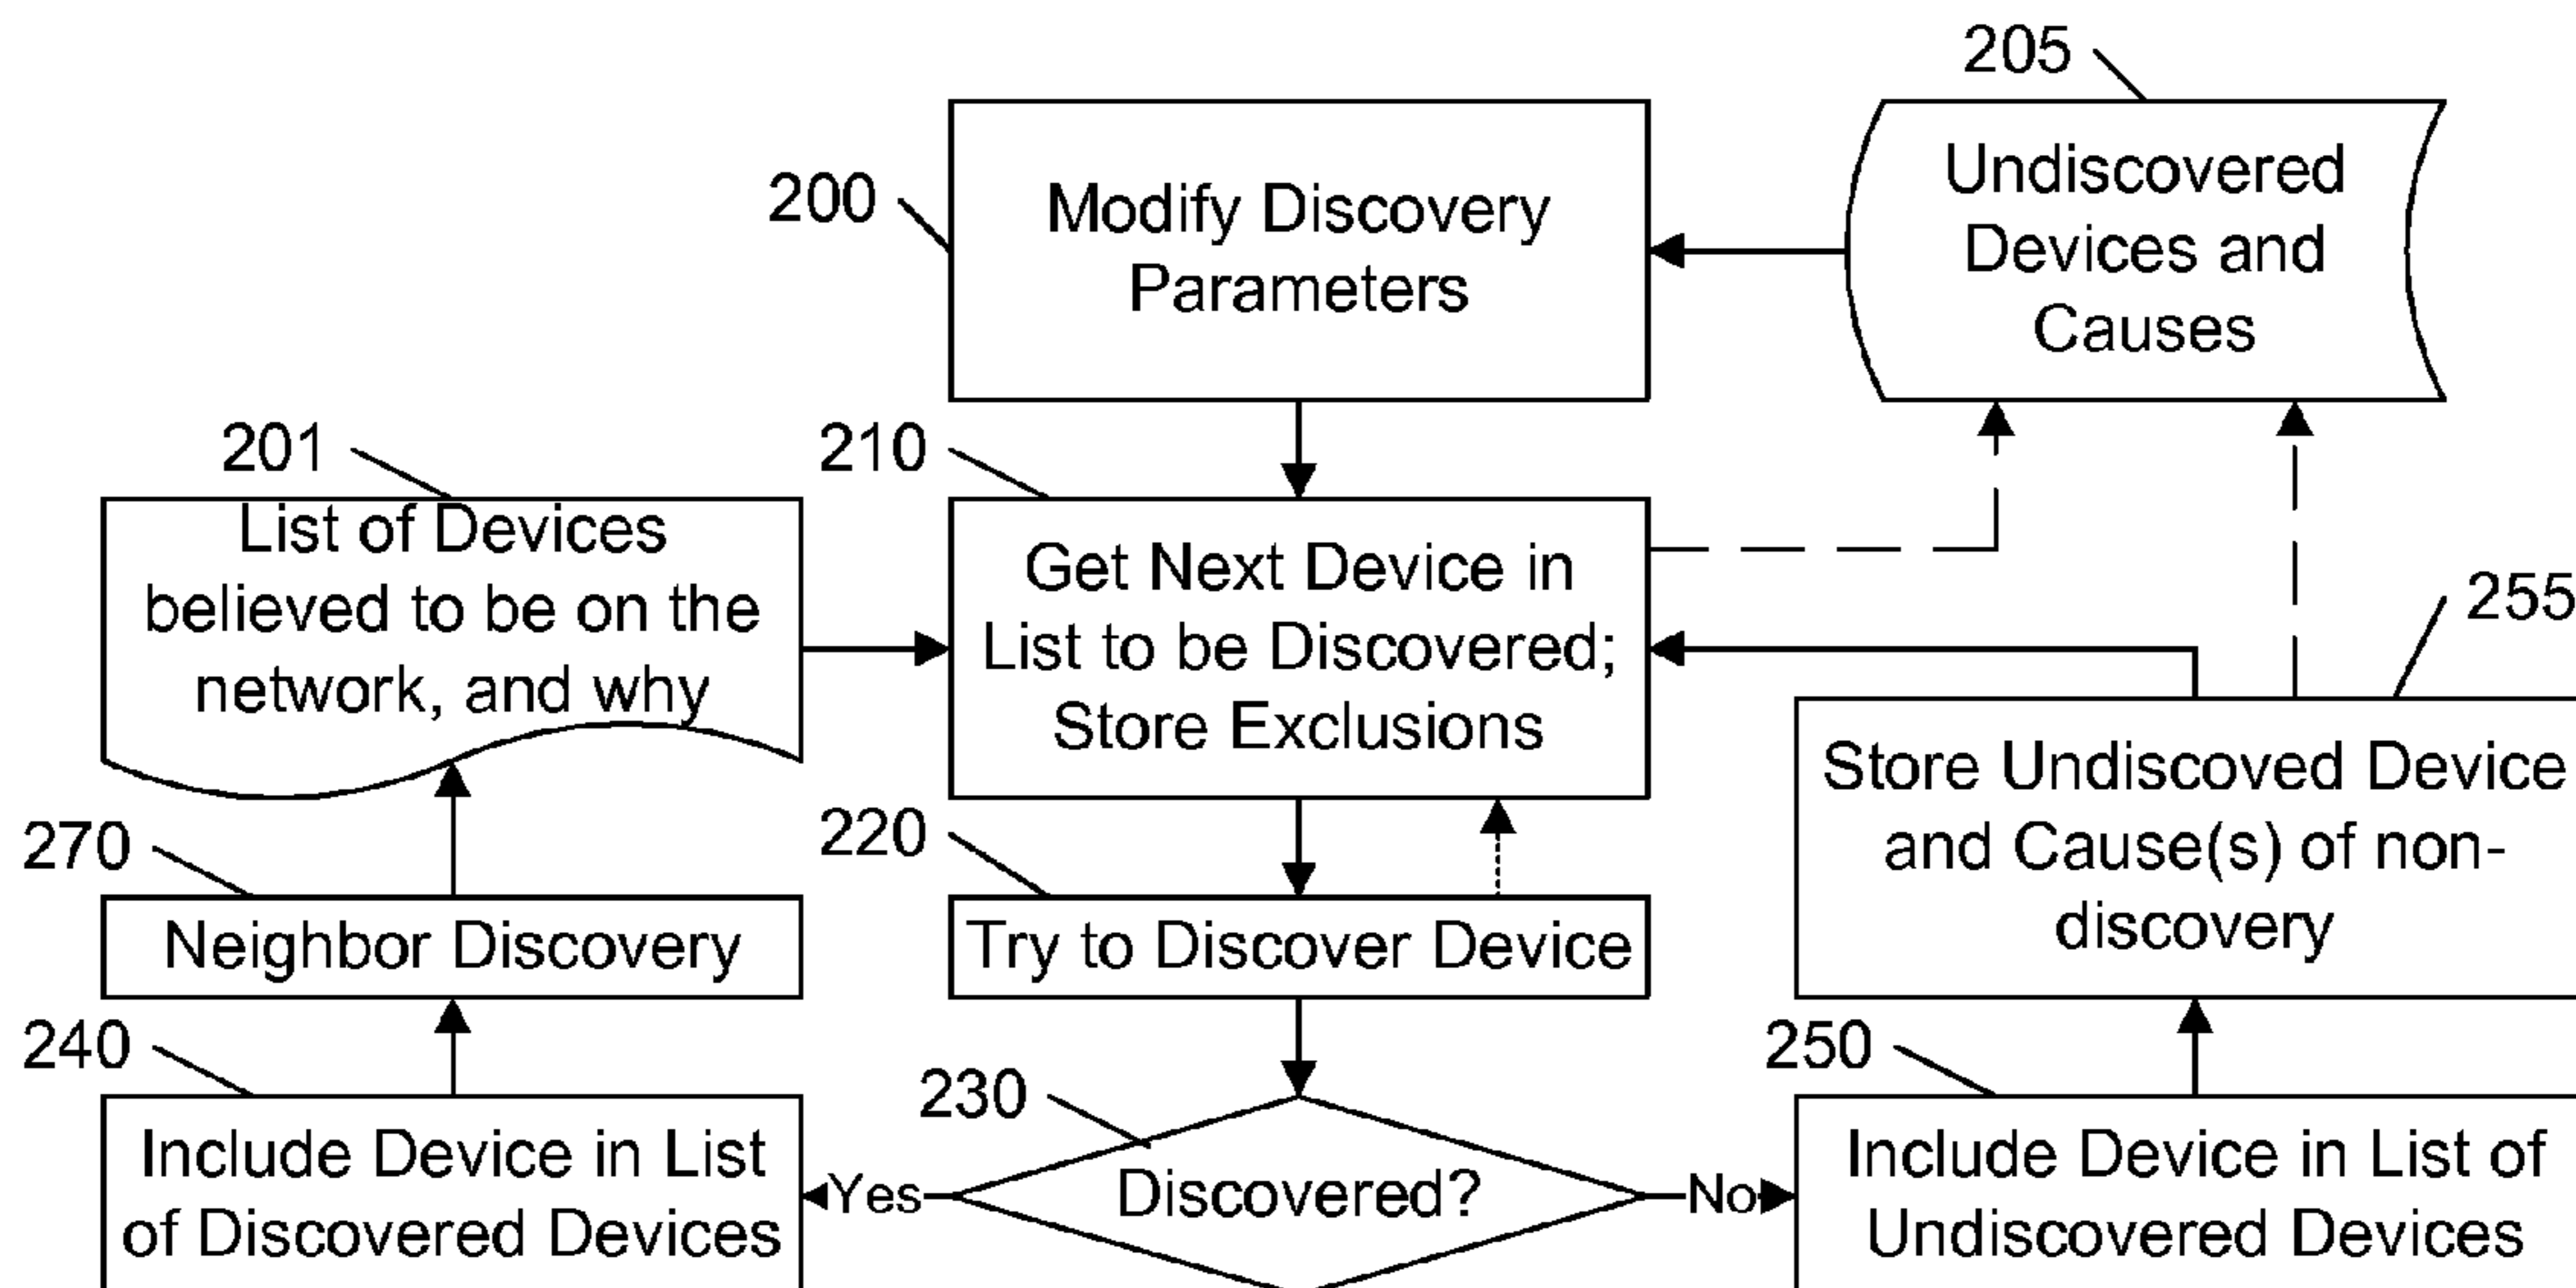 205
200
Modify Discovery
Parameters
Undiscovered
Devices and
Causes
201
List of Devices
believed to be on the
network, and why
210
Get Next Device in
List to be Discovered;
Store Exclusions
255
Store Undiscoved Device
and Cause(s) of non-
discovery
270
Neighbor Discovery
220
Try to Discover Device
240
Include Device in List
of Discovered Devices
230
Yes
Discovered?
No
250
Include Device in List of
Undiscovered Devices